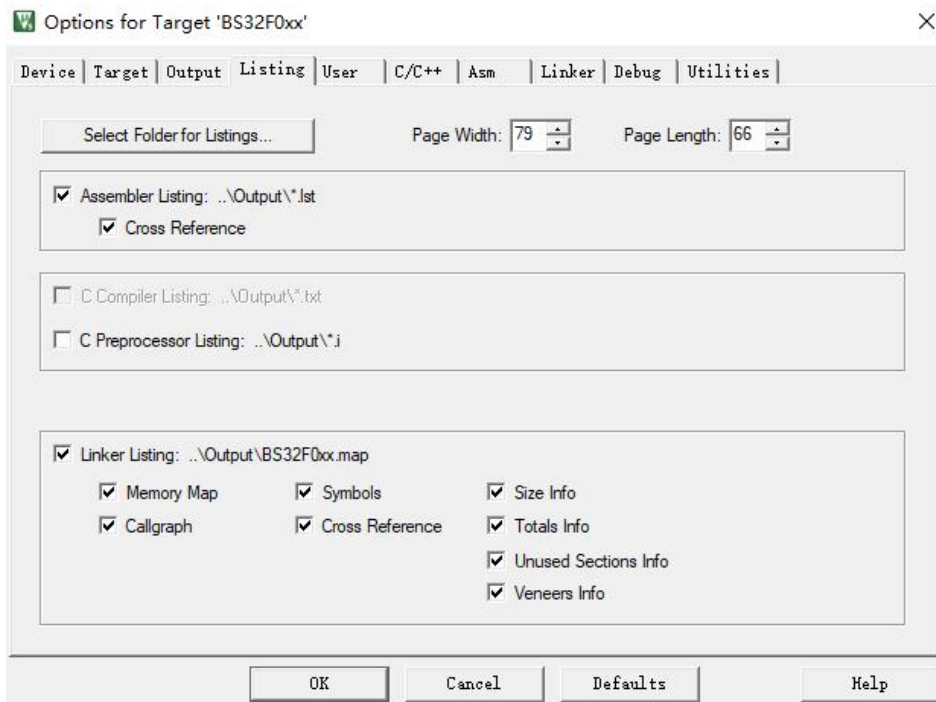 Options for Target 'BS32F0xx'
Device Target Output Listing User C/C++ Asm Linker Debug Utilities
Select Folder for Listings... Page Width: 79 Page Length: 66
Assembler Listing: ..\Output\*.lst
Cross Reference
C Compiler Listing: ..\Output\*.txt
C Preprocessor Listing: ..\Output\*.i
Linker Listing: ..\Output\BS32F0xx.map
Memory Map Symbols Size Info
Callgraph Cross Reference Totals Info
Unused Sections Info
Veneers Info
OK Cancel Defaults Help